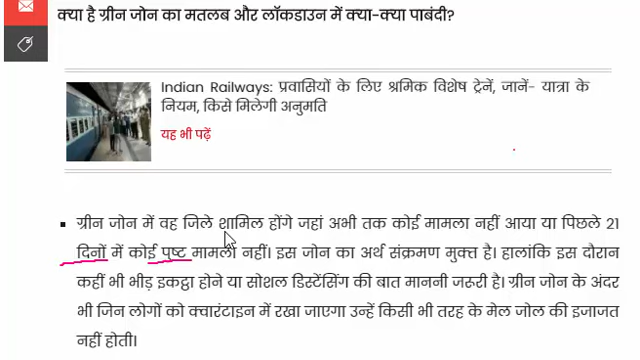 क्या है ग्रीन जोन का मतलब और लॉकडाउन में क्या-क्या पाबंदी?
Indian Railways: प्रवासियों के लिए श्रमिक विशेष ट्रेनें, जानें- यात्रा के
नियम, किसे मिलेगी अनुमति
यह भी पढ़ें
ग्रीन जोन में वह जिले शामिल होंगे जहां अभी तक कोई मामला नहीं आया या पिछले 21
दिनों में कोई पुष्ट मामला नहीं। इस जोन का अर्थ संक्रमण मुक्त है। हालांकि इस दौरान
कहीं भी भीड़ इकट्ठा होने या सोशल डिस्टेंसिंग की बात माननी जरूरी है। ग्रीन जोन के अंदर
भी जिन लोगों को क्वारंटाइन में रखा जाएगा उन्हें किसी भी तरह के मेल जोल की इजाजत
नहीं होती।